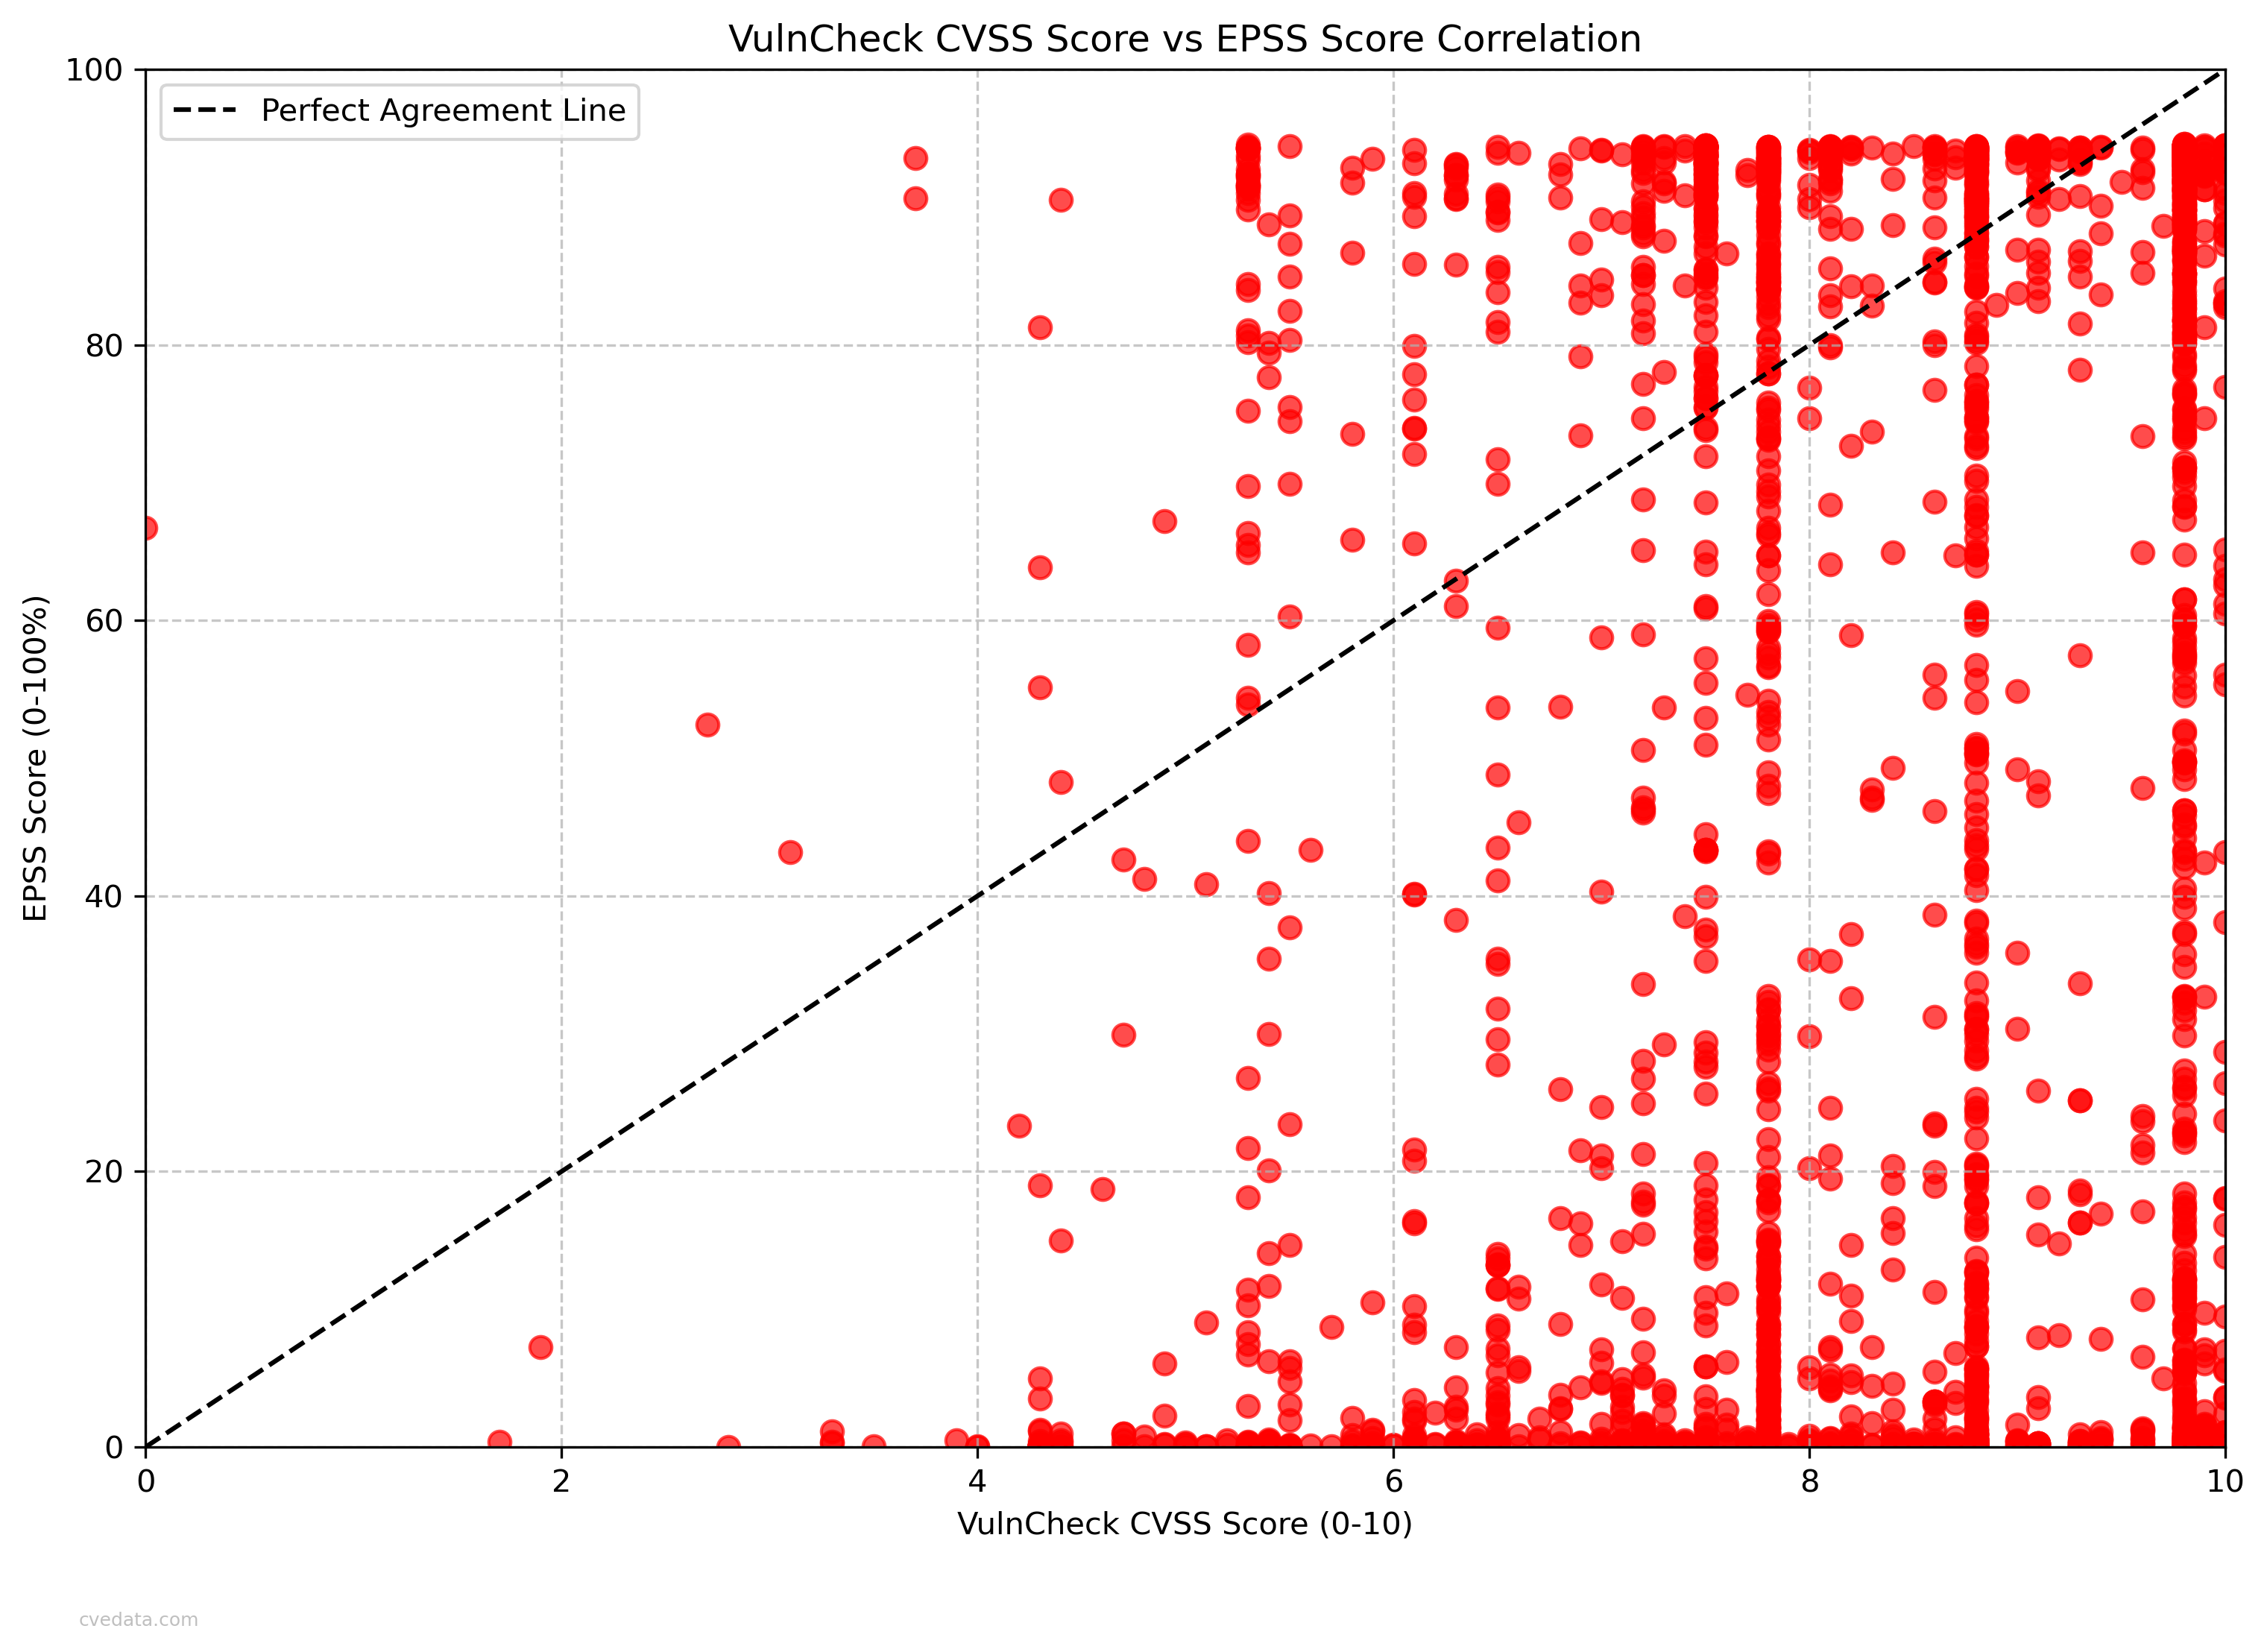 VulnCheck CVSS Score vs EPSS Score Correlation
Perfect Agreement Line
100
80
60
40
20
0
EPSS Score (0-100%)
0 2 4 6 8 10
VulnCheck CVSS Score (0-10)
cvedata.com